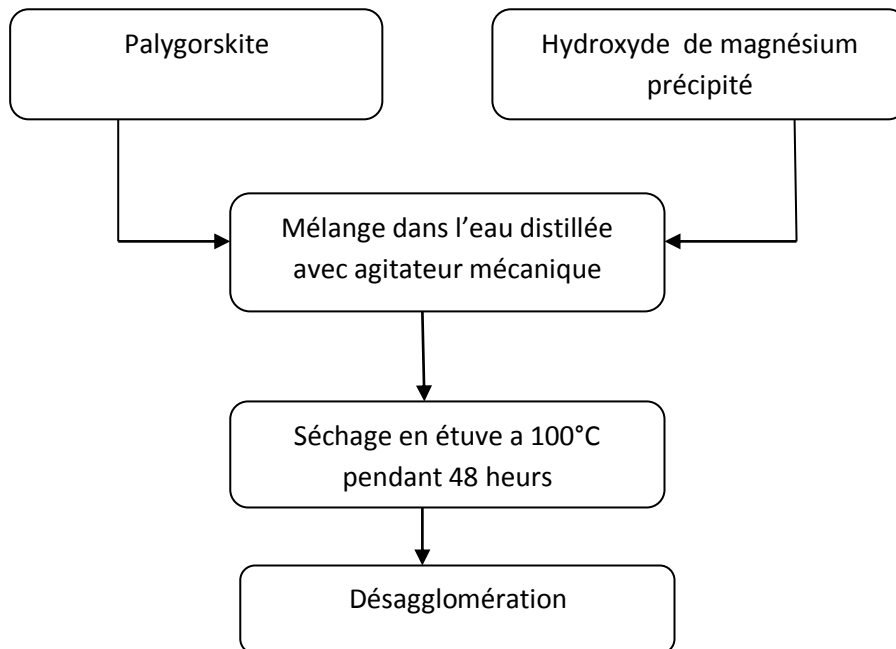 Palygorskite
Hydroxyde de magnésium
précipité
Mélange dans l’eau distillée
avec agitateur mécanique
Séchage en étuve a 100°C
pendant 48 heurs
Désagglomération